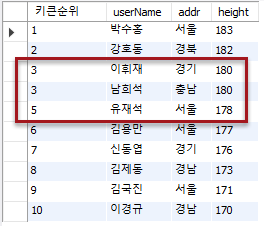 키큰순위 userName addr height
1 박수홍 서울 183
2 강호동 경북 182
3 이휘재 경기 180
3 남희석 충남 180
5 유재석 서울 178
6 김용만 서울 177
7 신동엽 경기 176
8 김제동 경남 173
9 김국진 서울 171
10 이경규 경남 170